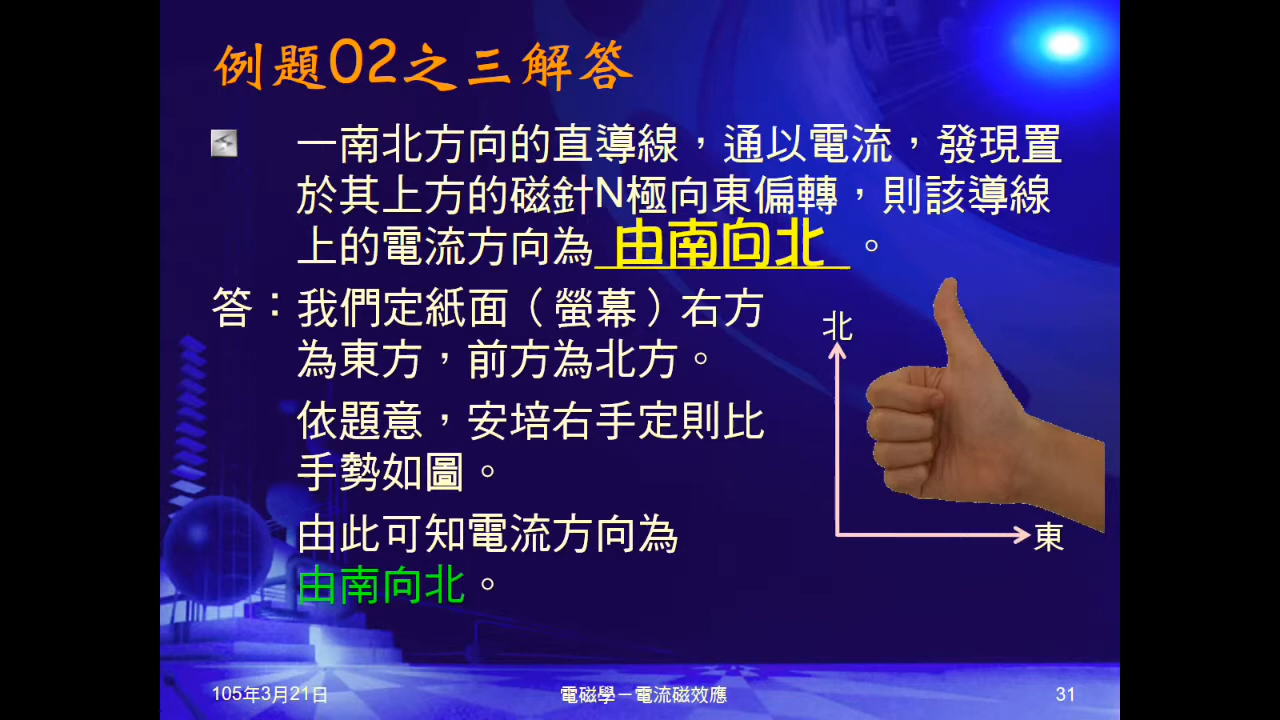 例題02之三解答
一南北方向的直導線，通以電流，發現置
於其上方的磁針N極向東偏轉，則該導線
上的電流方向為 由南向北 。
答：我們定紙面（螢幕）右方
為東方，前方為北方。
依題意，安培右手定則比
手勢如圖。
由此可知電流方向為
由南向北。
北
東
105年3月21日
電磁學－電流磁效應
31